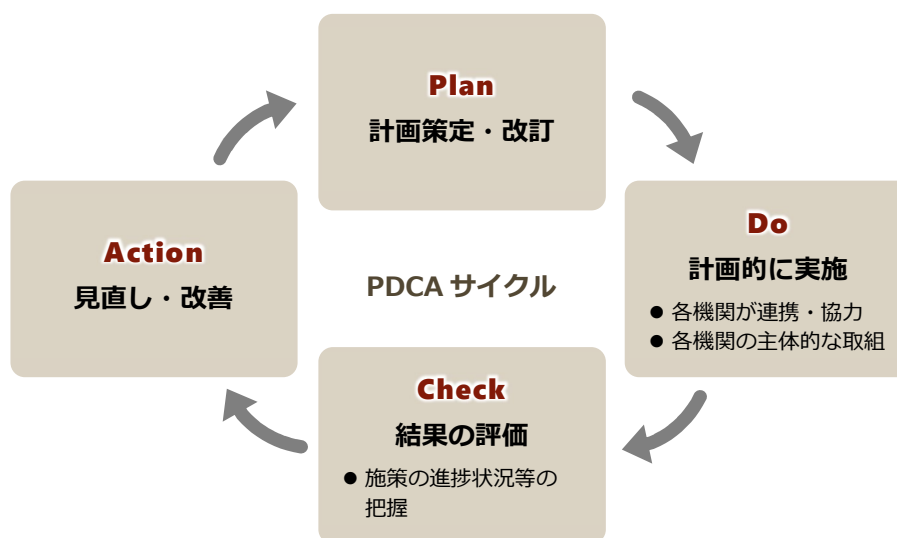 Plan
計画策定・改訂
Do
計画的に実施
● 各機関が連携・協力
● 各機関の主体的な取組
Check
結果の評価
● 施策の進捗状況等の
把握
Action
見直し・改善
PDCA サイクル